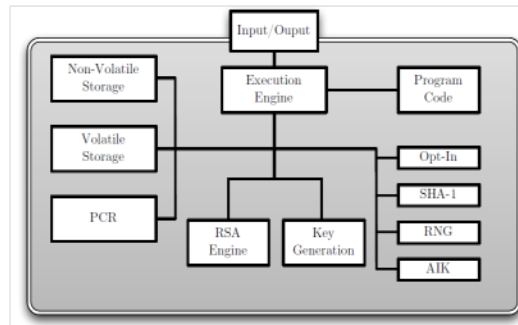 Input/Ouput
Non-Volatile
Storage
Execution
Engine
Program
Code
Volatile
Storage
Opt-In
SHA-1
PCR
RSA
Engine
Key
Generation
RNG
AIK